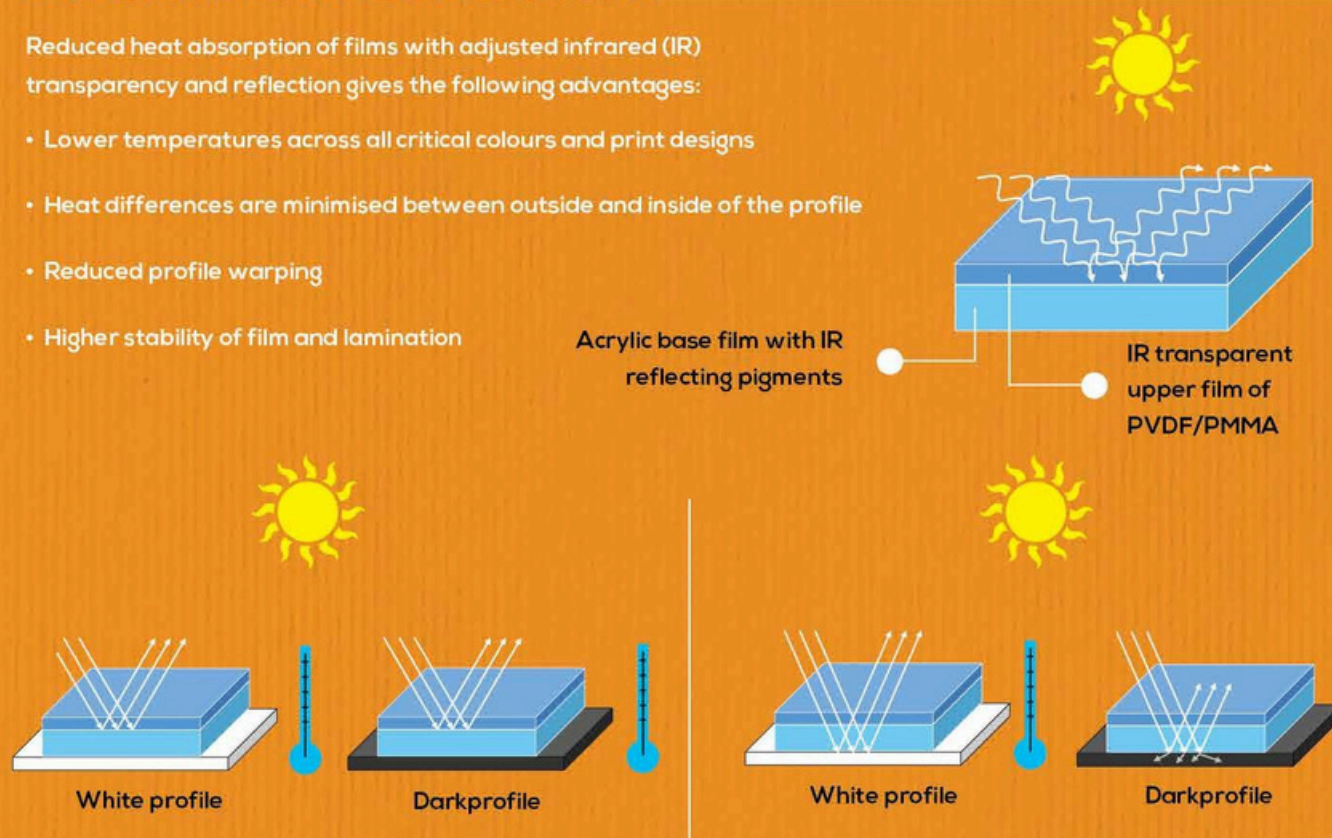 Reduced heat absorption of films with adjusted infrared (IR)
transparency and reflection gives the following advantages:
• Lower temperatures across all critical colours and print designs
• Heat differences are minimised between outside and inside of the profile
• Reduced profile warping
• Higher stability of film and lamination
Acrylic base film with IR
reflecting pigments
IR transparent
upper film of
PVDF/PMMA
White profile
Darkprofile
White profile
Darkprofile